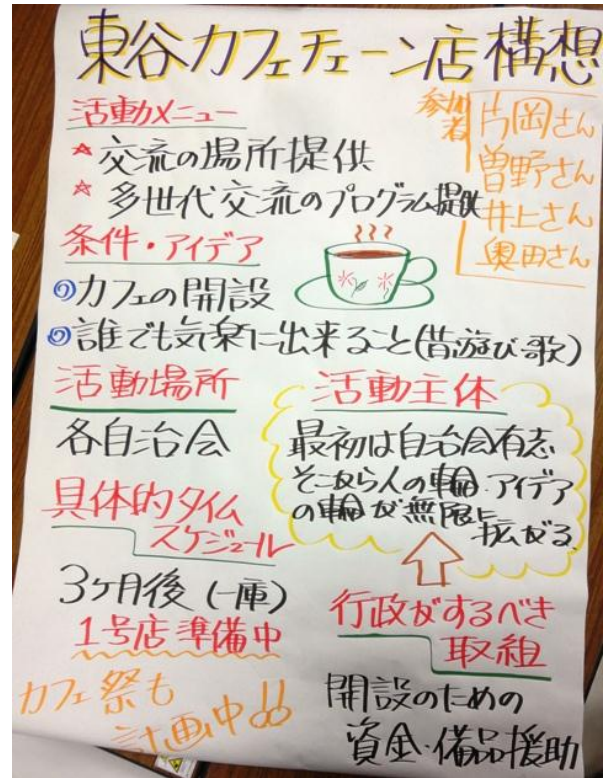 東谷カフェチェーン店構想
参加者
片岡さん
曽野さん
井上さん
奥田さん
活動メニュー
☆交流の場所提供
☆多世代交流のプログラム提供
条件・アイデア
◎カフェの開設
◎誰でも気楽に出来ること(昔遊び・歌)
活動場所
各自治会
活動主体
最初は自治会有志
そこから人の輪・アイデア
の輪が無限に
拡がる
具体的タイム
スケジュール
3ヶ月後(一庫)
1号店準備中
カフェ祭も
計画中!!
行政がするべき
取組
開設のための
資金・備品援助